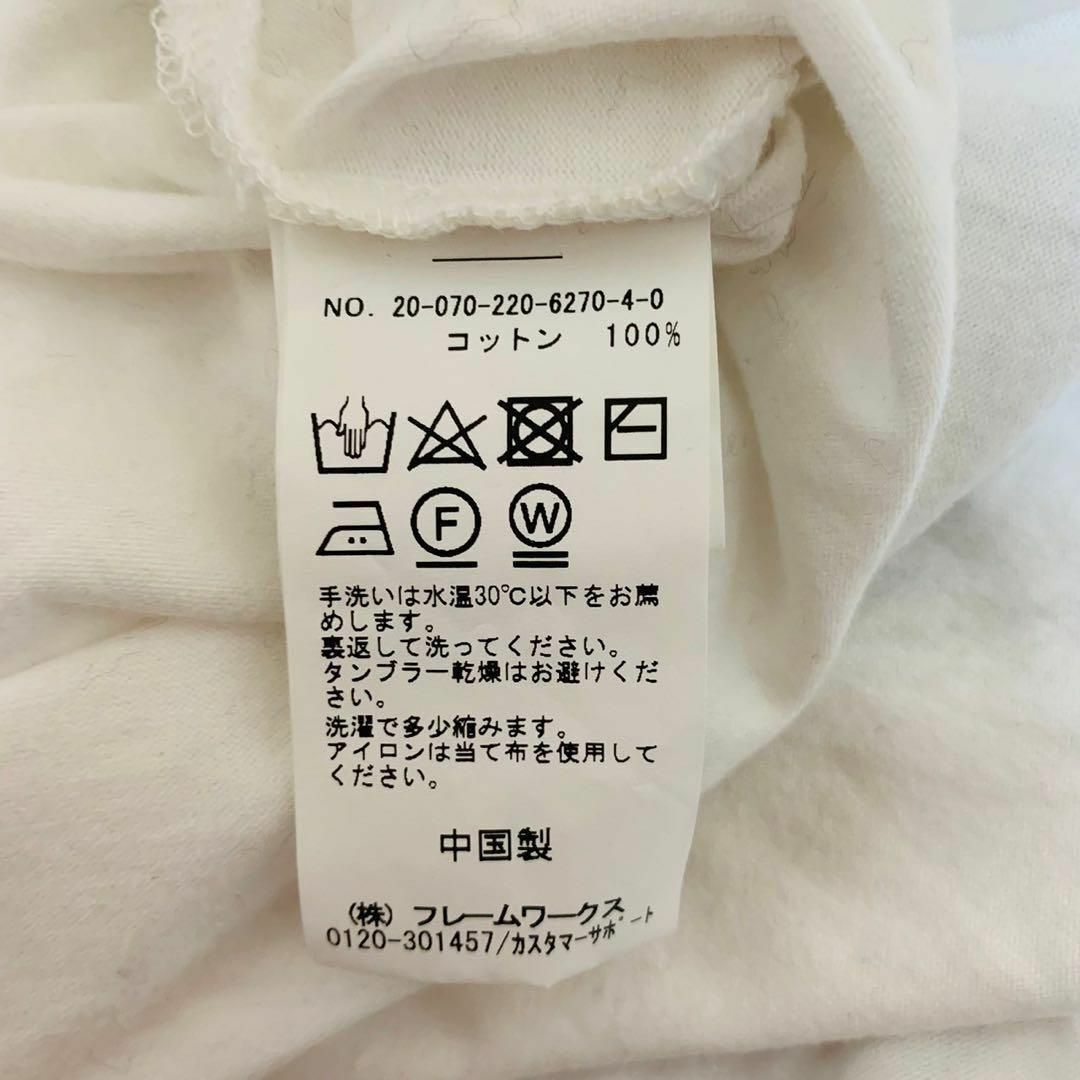 NO. 20-070-220-6270-4-0
コットン 100%
F
W
手洗いは水温30℃以下をお薦
めします。
裏返して洗ってください。
タンブラー乾燥はお避けくだ
さい。
洗濯で多少縮みます。
アイロンは当て布を使用して
ください。
中国製
(株) フレームワークス
0120-301457/カスタマーサポート